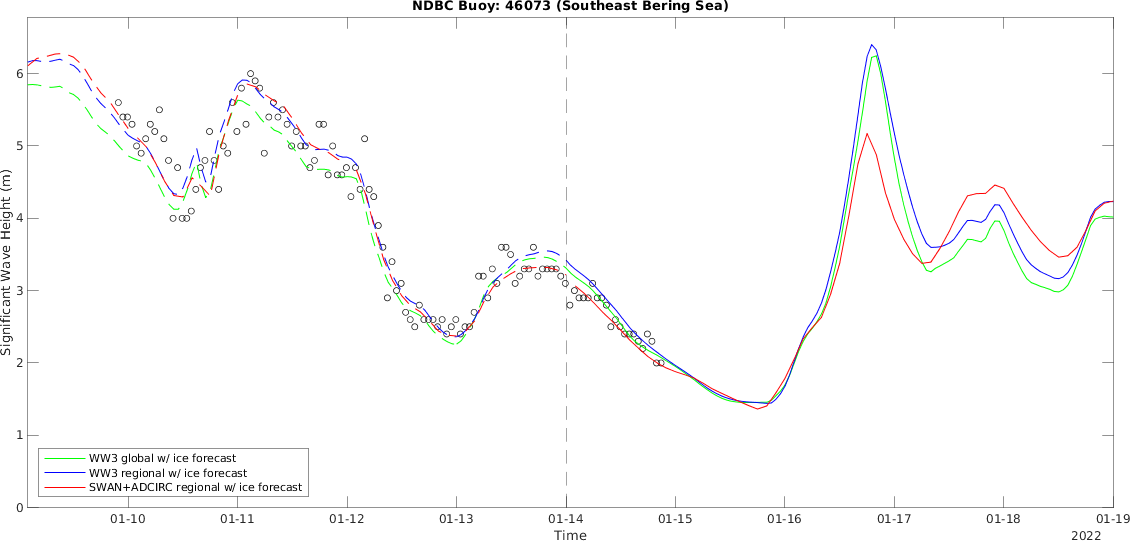 NDBC Buoy: 46073 (Southeast Bering Sea)
Significant Wave Height (m)
6
5
4
3
2
1
0
WW3 global w/ ice forecast
WW3 regional w/ ice forecast
SWAN+ADCIRC regional w/ ice forecast
01-10 01-11 01-12 01-13 01-14 01-15 01-16 01-17 01-18 01-19
Time
2022